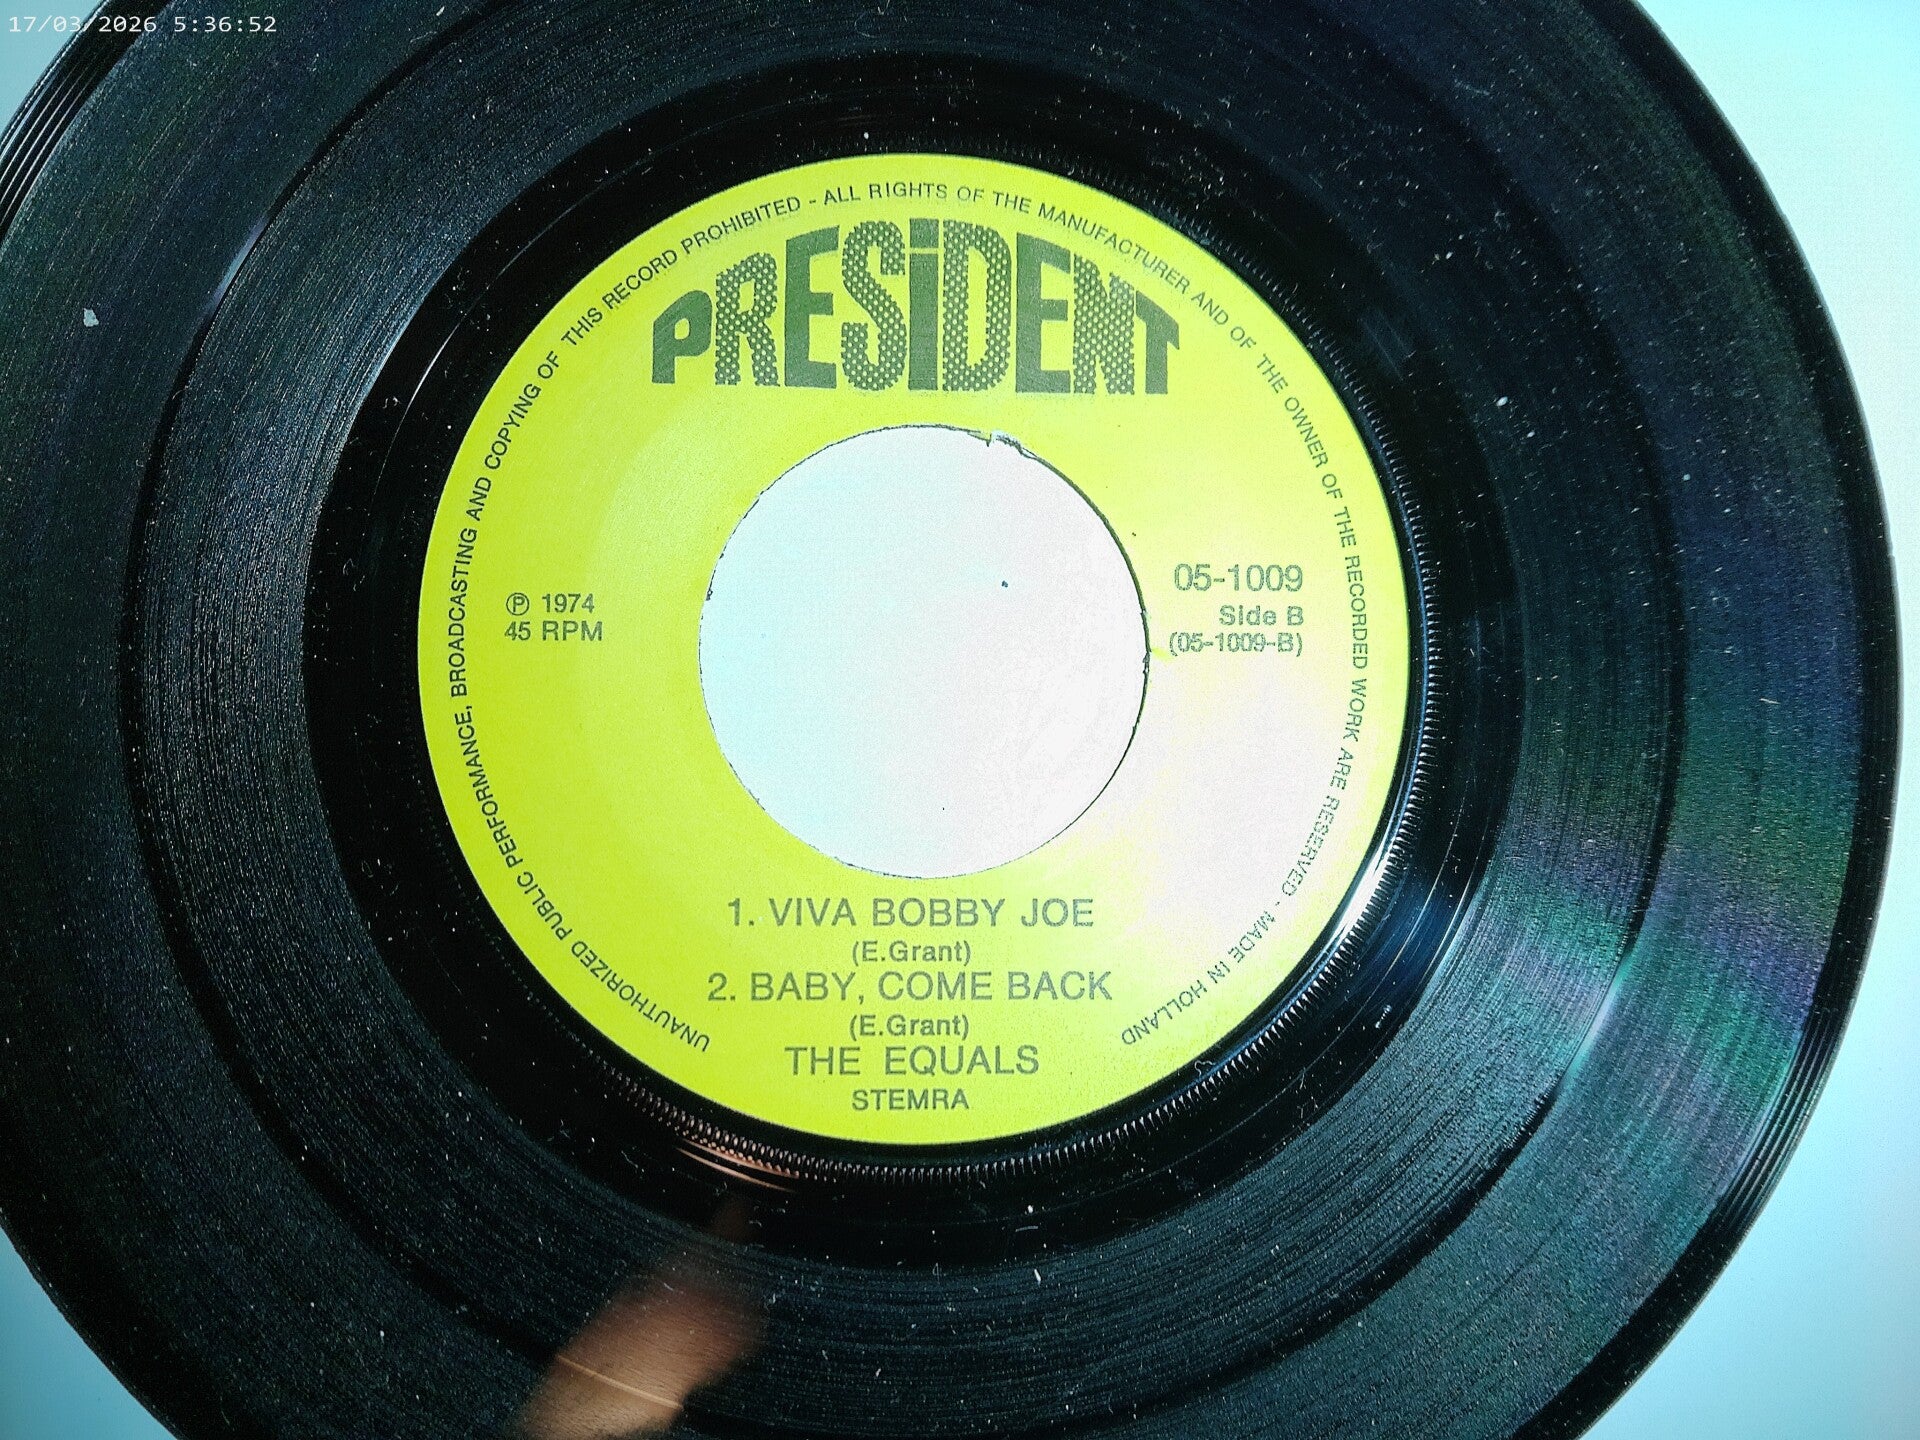 17/03/2026 5:36:52
UNAUTHORIZED PUBLIC PERFORMANCE, BROADCASTING AND COPYING OF THIS RECORD PROHIBITED - ALL RIGHTS OF THE MANUFACTURER AND OF THE OWNER OF THE RECORDED WORK ARE RESERVED - MADE IN HOLLAND
PRESiDENT
℗ 1974
45 RPM
05-1009
Side B
(05-1009-B)
1. VIVA BOBBY JOE
(E.Grant)
2. BABY, COME BACK
(E.Grant)
THE EQUALS
STEMRA